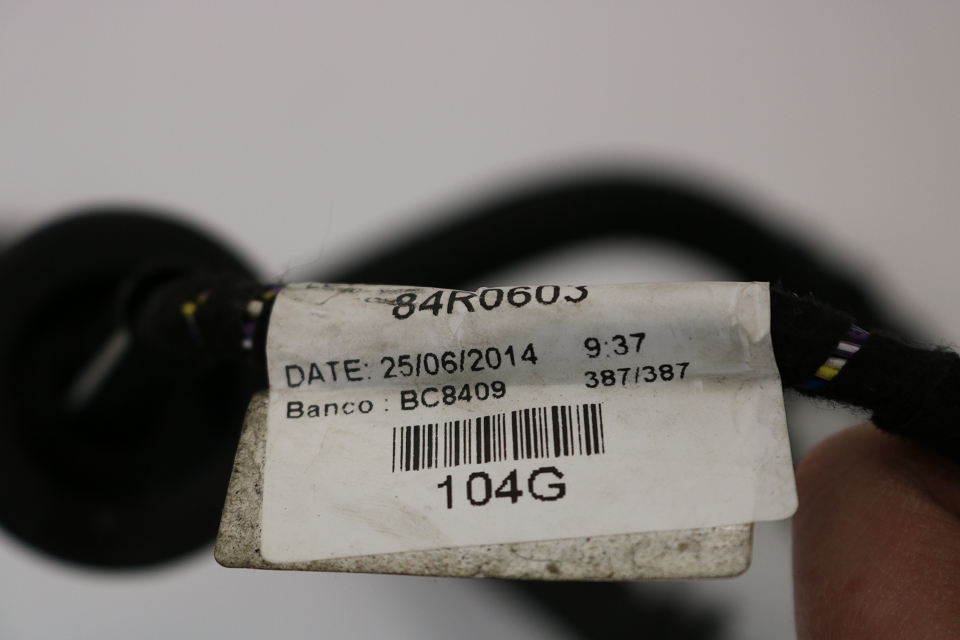 84R0603
DATE: 25/06/2014 9:37
Banco : BC8409 387/387
104G